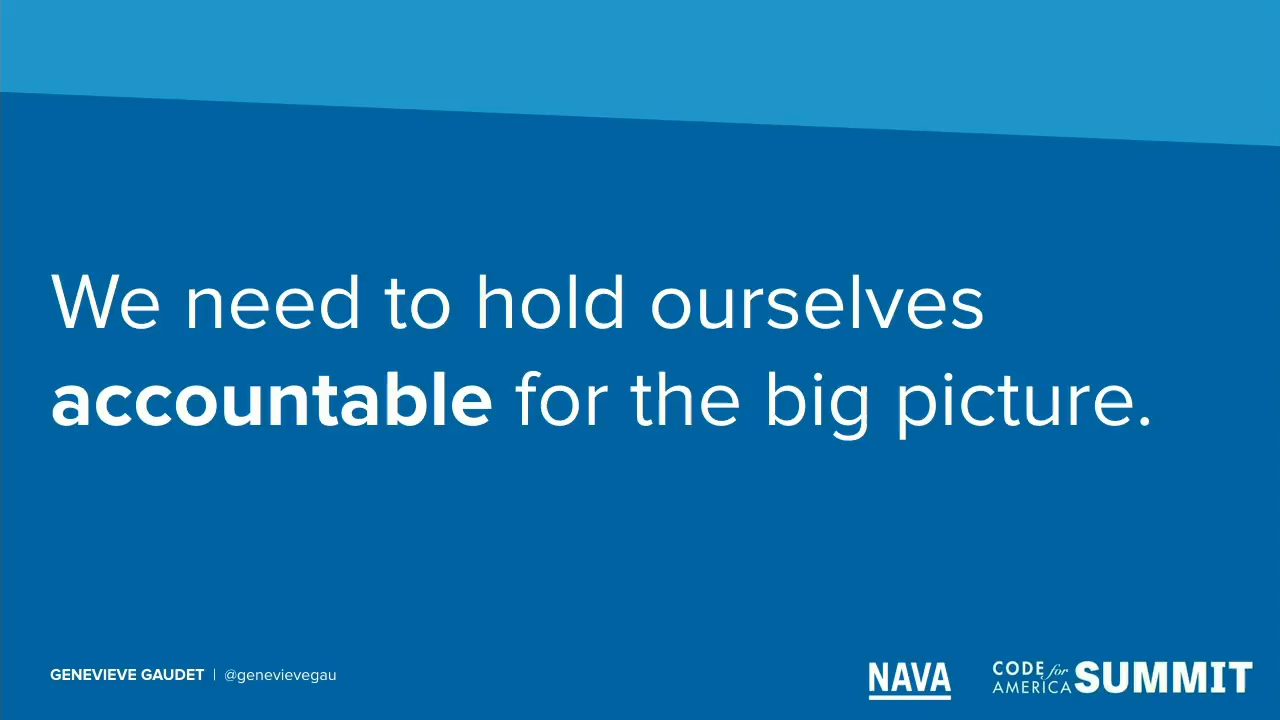 We need to hold ourselves
accountable for the big picture.
GENEVIEVE GAUDET | @genevievegau
NAVA
CODE for
AMERICA SUMMIT